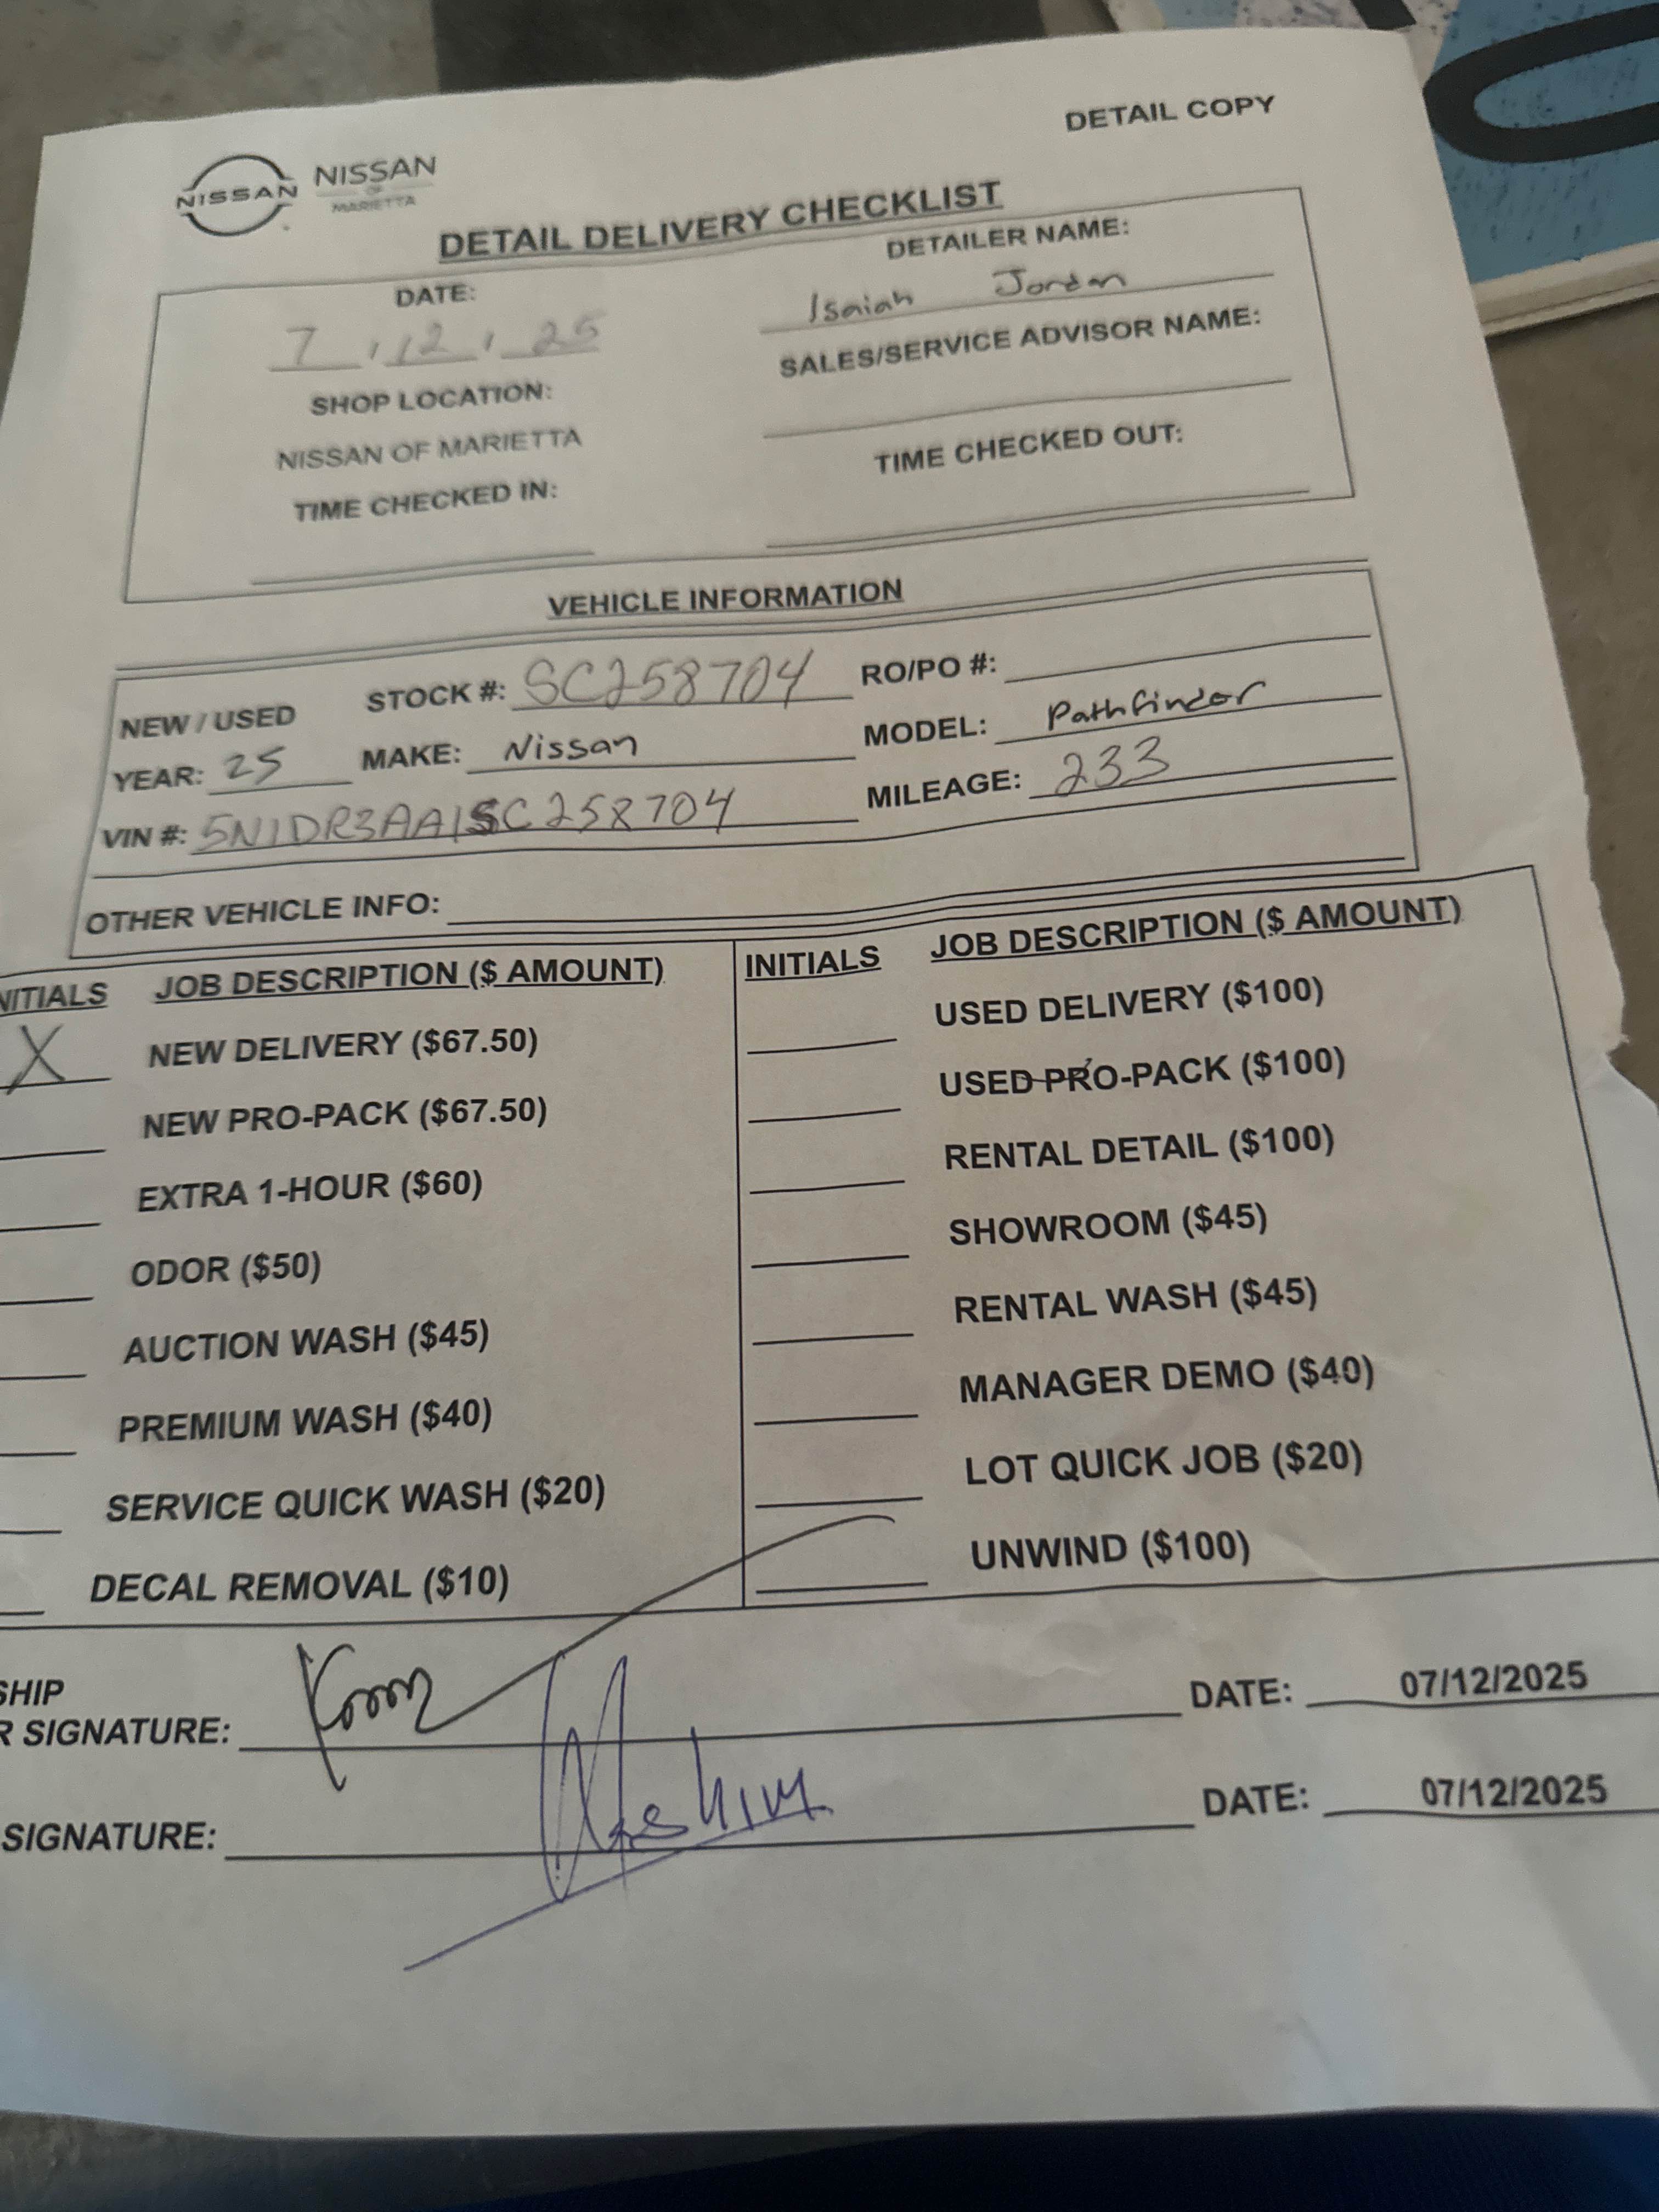 DETAIL COPY
NISSAN NISSAN
OF
MARIETTA
DETAIL DELIVERY CHECKLIST
DATE: DETAILER NAME:
7 / 12 / 25 Isaiah Jordan
SHOP LOCATION: SALES/SERVICE ADVISOR NAME:
NISSAN OF MARIETTA
TIME CHECKED IN: TIME CHECKED OUT:
VEHICLE INFORMATION
NEW / USED STOCK #: SC258704 RO/PO #:
YEAR: 25 MAKE: Nissan MODEL: Pathfinder
VIN #: 5N1DR3AA1SC258704 MILEAGE: 233
OTHER VEHICLE INFO:
NITIALS JOB DESCRIPTION ($ AMOUNT) INITIALS JOB DESCRIPTION ($ AMOUNT)
X NEW DELIVERY ($67.50) USED DELIVERY ($100)
NEW PRO-PACK ($67.50) USED PRO-PACK ($100)
EXTRA 1-HOUR ($60) RENTAL DETAIL ($100)
ODOR ($50) SHOWROOM ($45)
AUCTION WASH ($45) RENTAL WASH ($45)
PREMIUM WASH ($40) MANAGER DEMO ($40)
SERVICE QUICK WASH ($20) LOT QUICK JOB ($20)
DECAL REMOVAL ($10) UNWIND ($100)
SHIP
R SIGNATURE: DATE: 07/12/2025
SIGNATURE: DATE: 07/12/2025